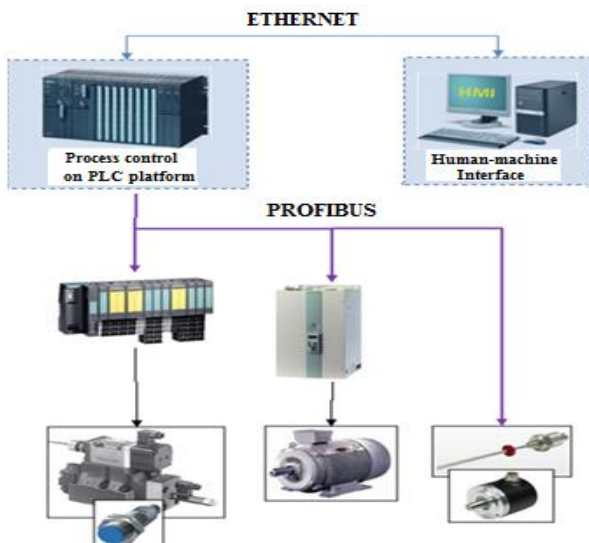 ETHERNET
HMI
Process control
on PLC platform
Human-machine
Interface
PROFIBUS